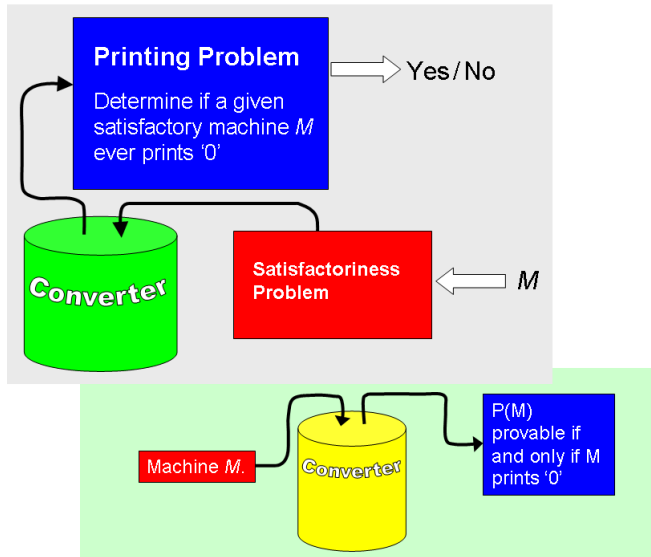 Printing Problem
Determine if a given
satisfactory machine M
ever prints ‘0’
Yes/No
Converter
Satisfactoriness
Problem
M
Machine M.
Converter
P(M)
provable if
and only if M
prints ‘0’